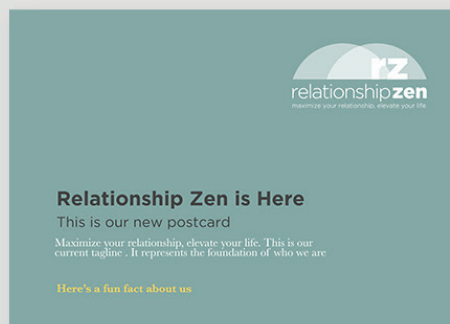 rz
relationshipzen
maximize your relationship, elevate your life
Relationship Zen is Here
This is our new postcard
Maximize your relationship, elevate your life. This is our
current tagline . It represents the foundation of who we are
Here's a fun fact about us